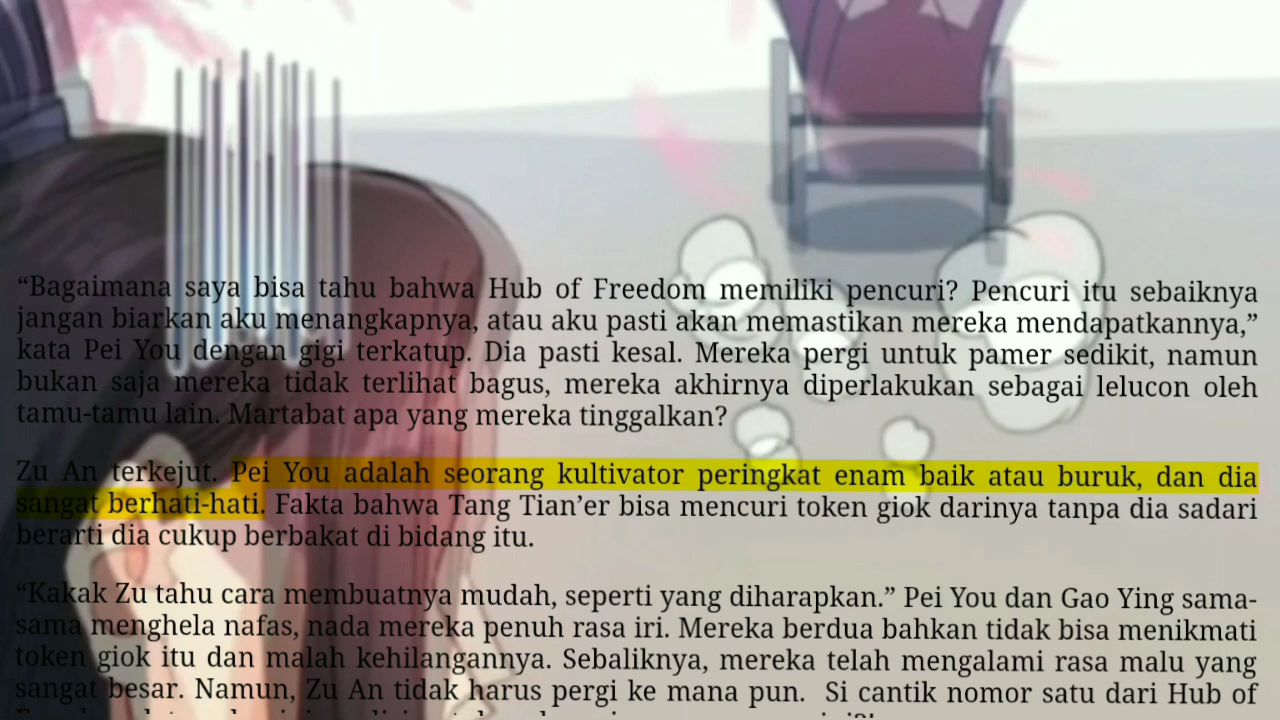 “Bagaimana saya bisa tahu bahwa Hub of Freedom memiliki pencuri? Pencuri itu sebaiknya
jangan biarkan aku menangkapnya, atau aku pasti akan memastikan mereka mendapatkannya,”
kata Pei You dengan gigi terkatup. Dia pasti kesal. Mereka pergi untuk pamer sedikit, namun
bukan saja mereka tidak terlihat bagus, mereka akhirnya diperlakukan sebagai lelucon oleh
tamu-tamu lain. Martabat apa yang mereka tinggalkan?
Zu An terkejut. Pei You adalah seorang kultivator peringkat enam baik atau buruk, dan dia
sangat berhati-hati. Fakta bahwa Tang Tian’er bisa mencuri token giok darinya tanpa dia sadari
berarti dia cukup berbakat di bidang itu.
“Kakak Zu tahu cara membuatnya mudah, seperti yang diharapkan.” Pei You dan Gao Ying sama-
sama menghela nafas, nada mereka penuh rasa iri. Mereka berdua bahkan tidak bisa menikmati
token giok itu dan malah kehilangannya. Sebaliknya, mereka telah mengalami rasa malu yang
sangat besar. Namun, Zu An tidak harus pergi ke mana pun. Si cantik nomor satu dari Hub of